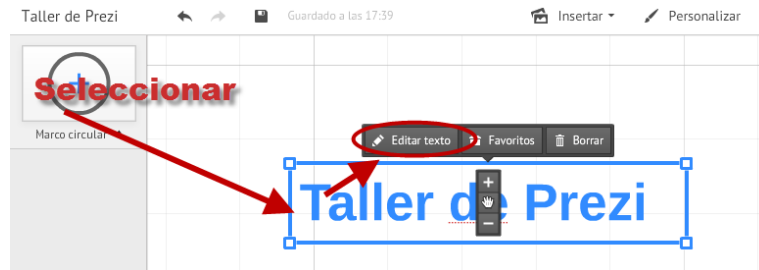 Taller de Prezi
Guardado a las 17:39
Insertar
Personalizar
Seleccionar
Marco circular
Editar texto
Favoritos
Borrar
Taller de Prezi